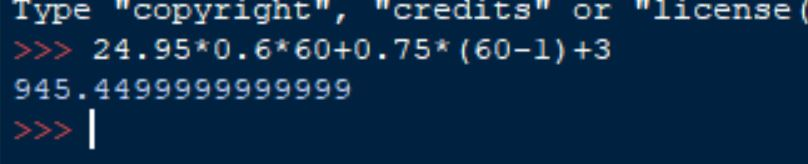 Type "copyright", "credits" or "license(
>>> 24.95*0.6*60+0.75*(60-1)+3
945.4499999999999
>>>